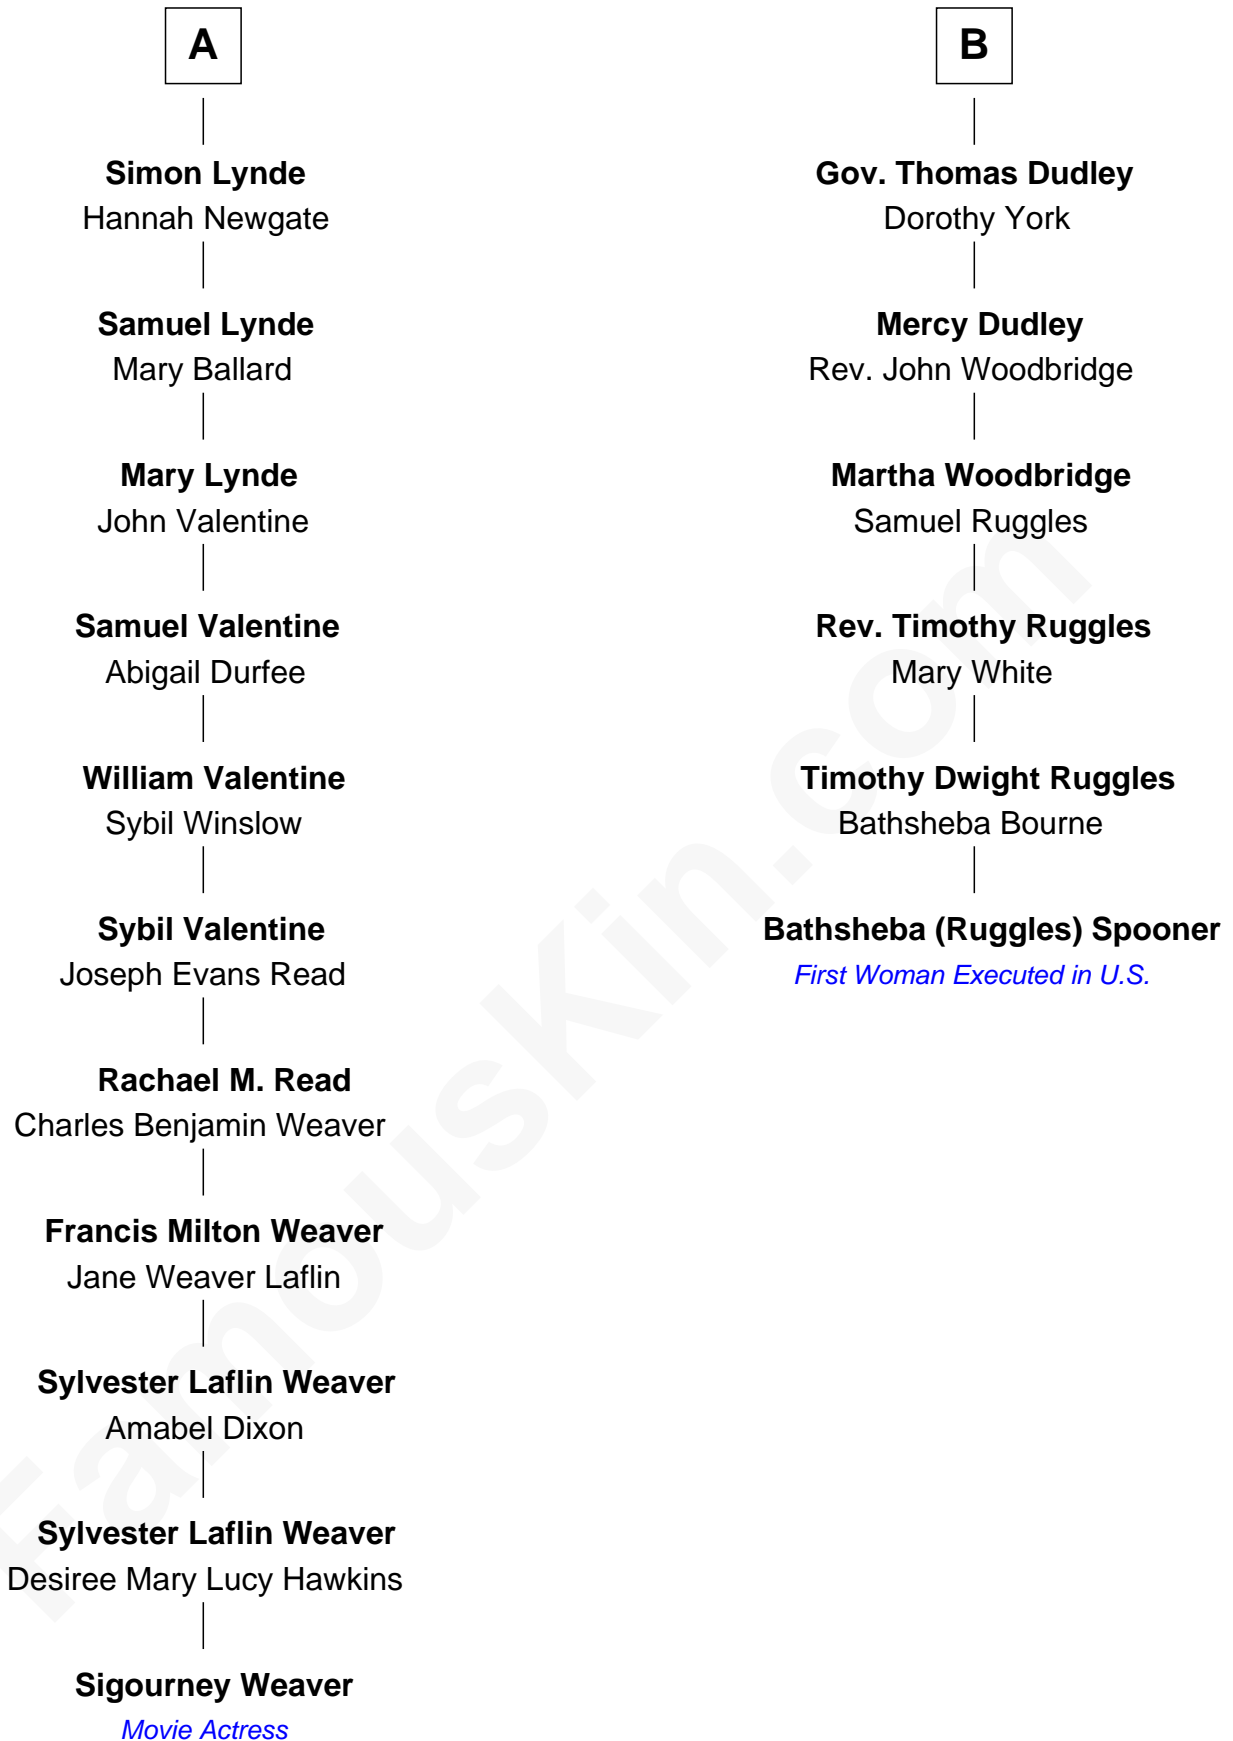 A
Simon Lynde
Hannah Newgate
Samuel Lynde
Mary Ballard
Mary Lynde
John Valentine
Samuel Valentine
Abigail Durfee
William Valentine
Sybil Winslow
Sybil Valentine
Joseph Evans Read
Rachael M. Read
Charles Benjamin Weaver
Francis Milton Weaver
Jane Weaver Laflin
Sylvester Laflin Weaver
Amabel Dixon
Sylvester Laflin Weaver
Desiree Mary Lucy Hawkins
Sigourney Weaver
Movie Actress
B
Gov. Thomas Dudley
Dorothy York
Mercy Dudley
Rev. John Woodbridge
Martha Woodbridge
Samuel Ruggles
Rev. Timothy Ruggles
Mary White
Timothy Dwight Ruggles
Bathsheba Bourne
Bathsheba (Ruggles) Spooner
First Woman Executed in U.S.
FamousKin.com